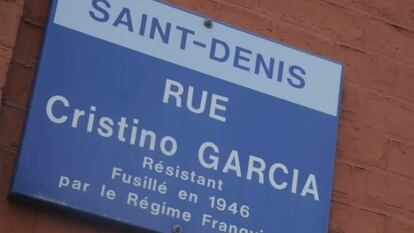 SAINT-DENIS
RUE
Cristino GARCIA
Résistant
Fusillé en 1946
par le Régime